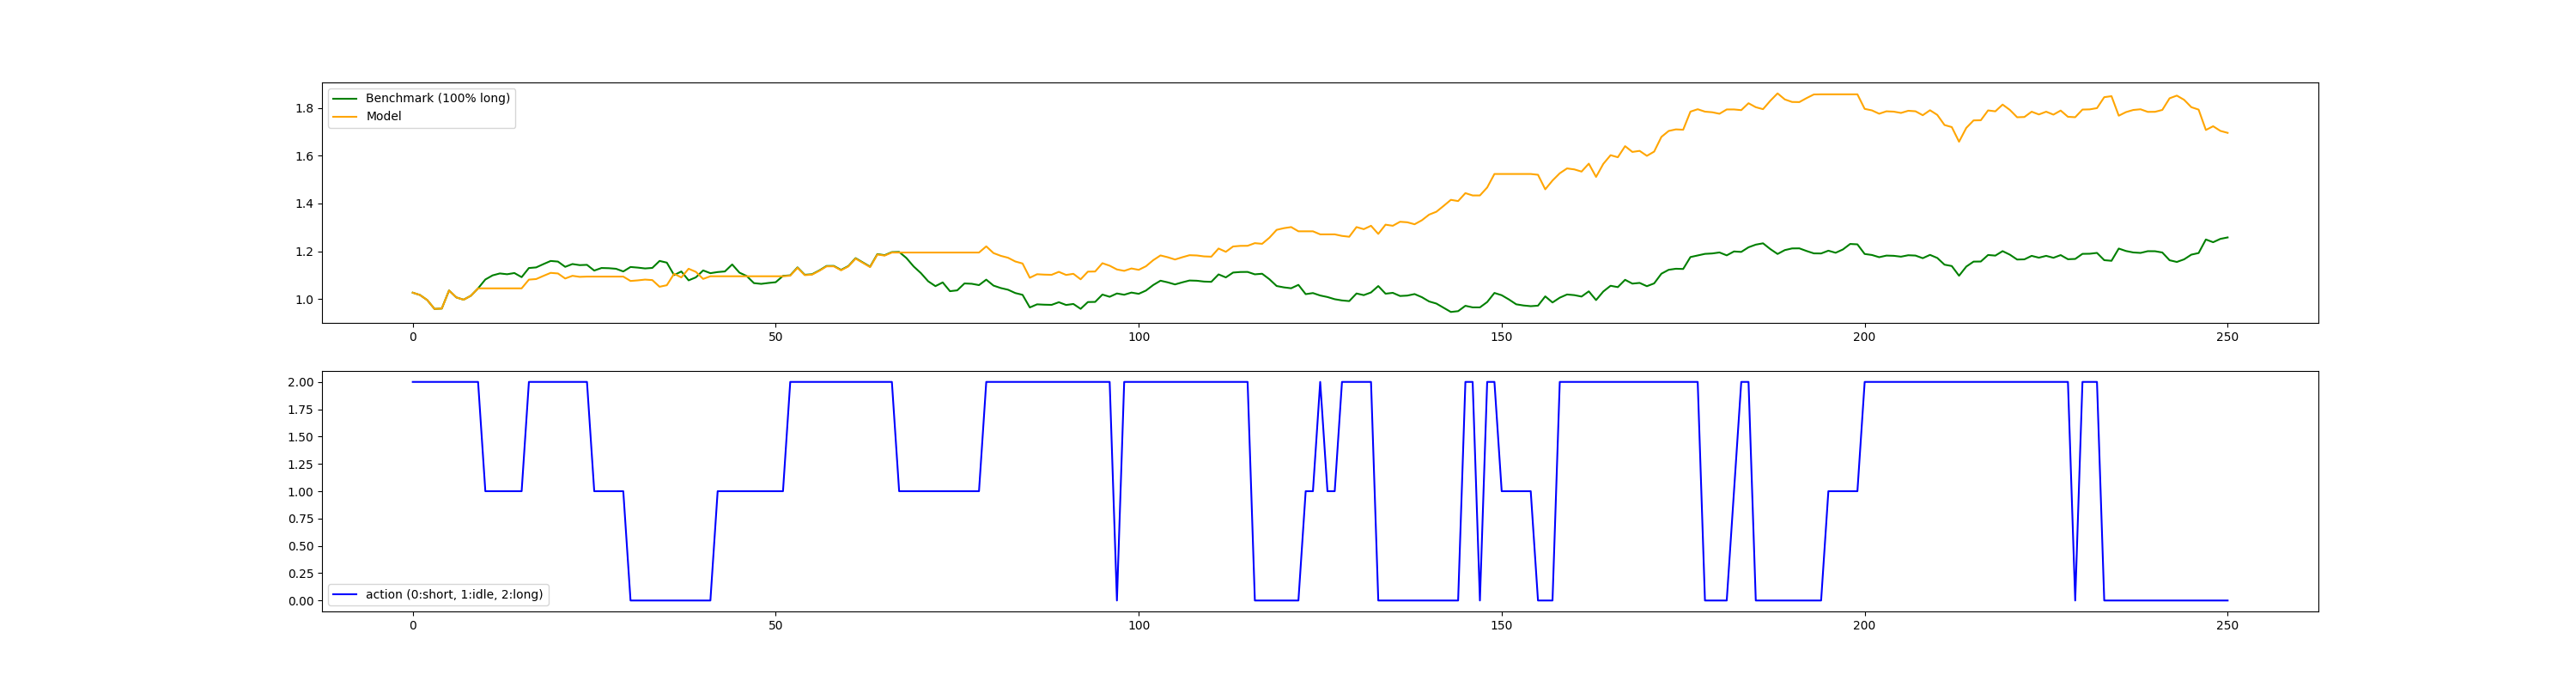 Benchmark (100% long)
Model
1.8
1.6
1.4
1.2
1.0
0 50 100 150 200 250
2.00
1.75
1.50
1.25
1.00
0.75
0.50
0.25
0.00
action (0:short, 1:idle, 2:long)
0 50 100 150 200 250